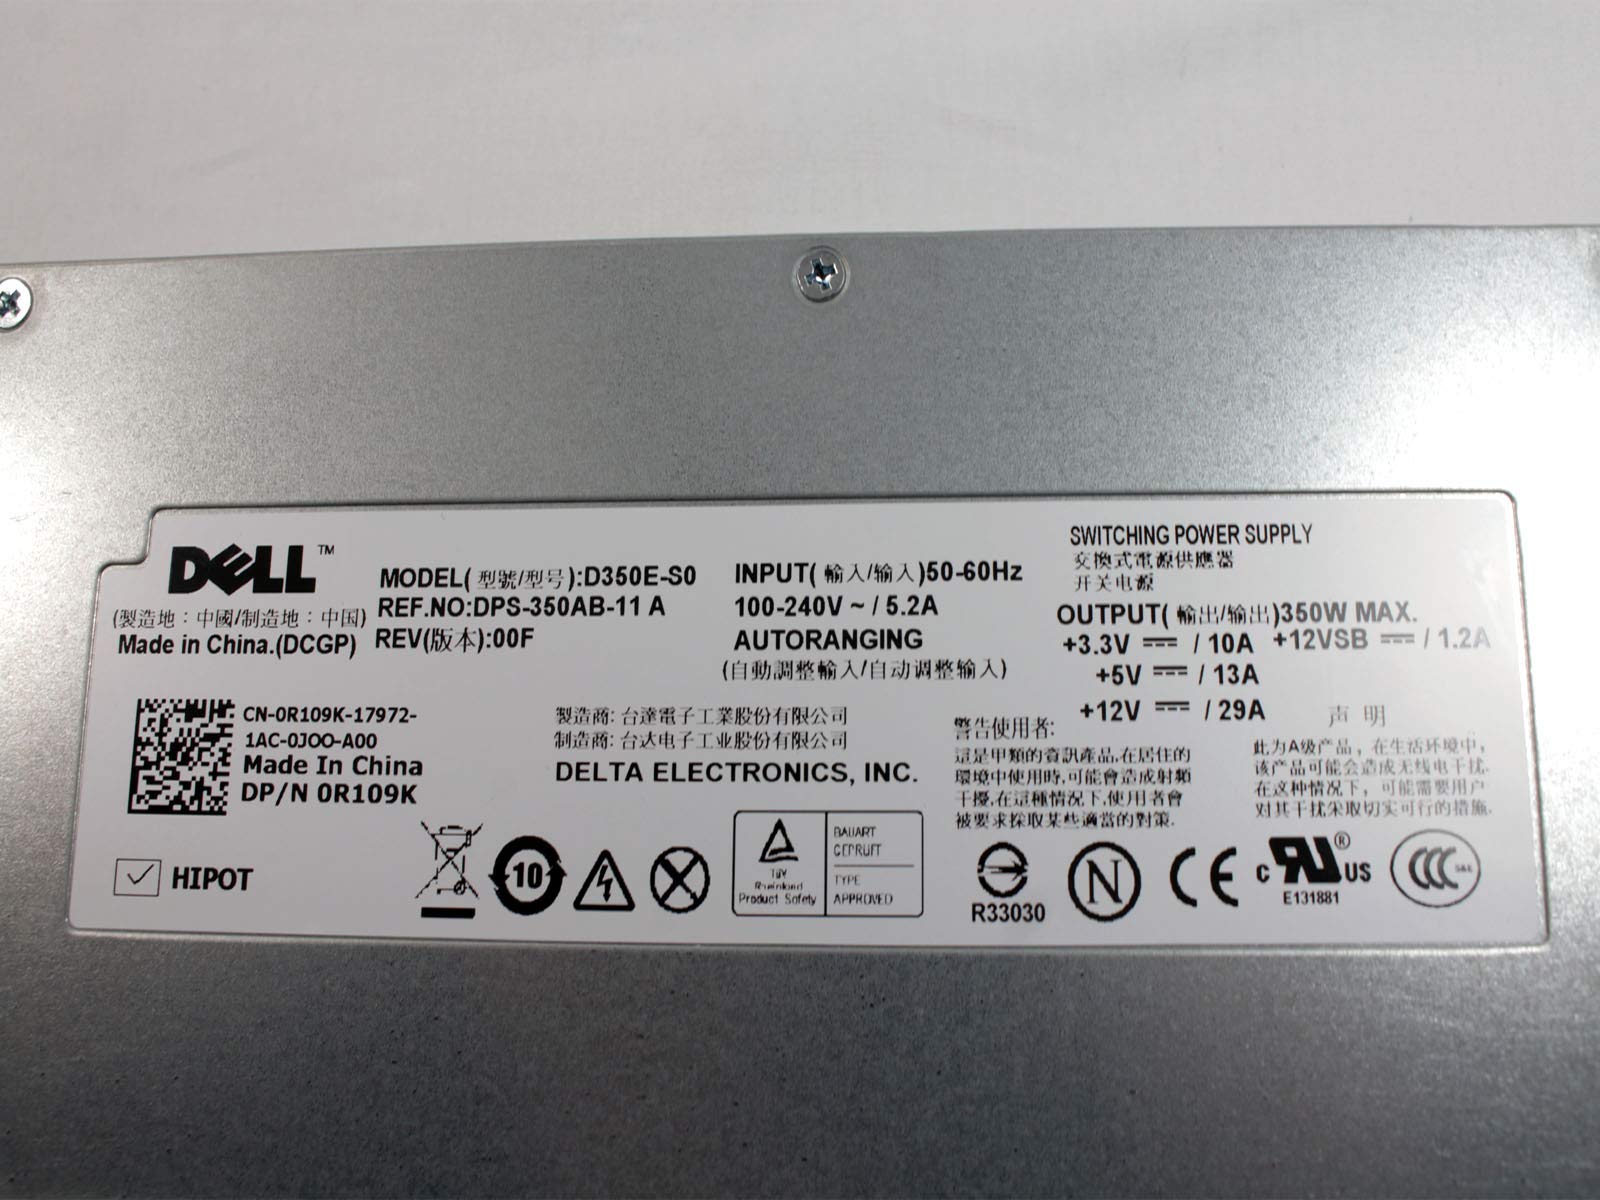 DELL™
(製造地：中國/制造地：中国)
Made in China.(DCGP)
MODEL(型號/型号):D350E-S0
REF.NO:DPS-350AB-11 A
REV(版本):00F
INPUT(輸入/输入)50-60Hz
100-240V ~ / 5.2A
AUTORANGING
(自動調整輸入/自动调整输入)
SWITCHING POWER SUPPLY
交換式電源供應器
开关电源
OUTPUT(輸出/输出)350W MAX.
+3.3V ⎓ / 10A +12VSB ⎓ / 1.2A
+5V ⎓ / 13A
+12V ⎓ / 29A
CN-0R109K-17972-
1AC-0JOO-A00
Made In China
DP/N 0R109K
製造商: 台達電子工業股份有限公司
制造商: 台达电子工业股份有限公司
DELTA ELECTRONICS, INC.
警告使用者:
這是甲類的資訊產品,在居住的
環境中使用時,可能會造成射頻
干擾,在這種情況下,使用者會
被要求採取某些適當的對策.
声 明
此为A级产品，在生活环境中，
该产品可能会造成无线电干扰.
在这种情况下，可能需要用户
对其干扰采取切实可行的措施.
HIPOT
10
TÜV
Rheinland
Product Safety
BAUART
GEPRÜFT
TYPE
APPROVED
R33030
N
CE
c RU® US
E131881
CCC S&E